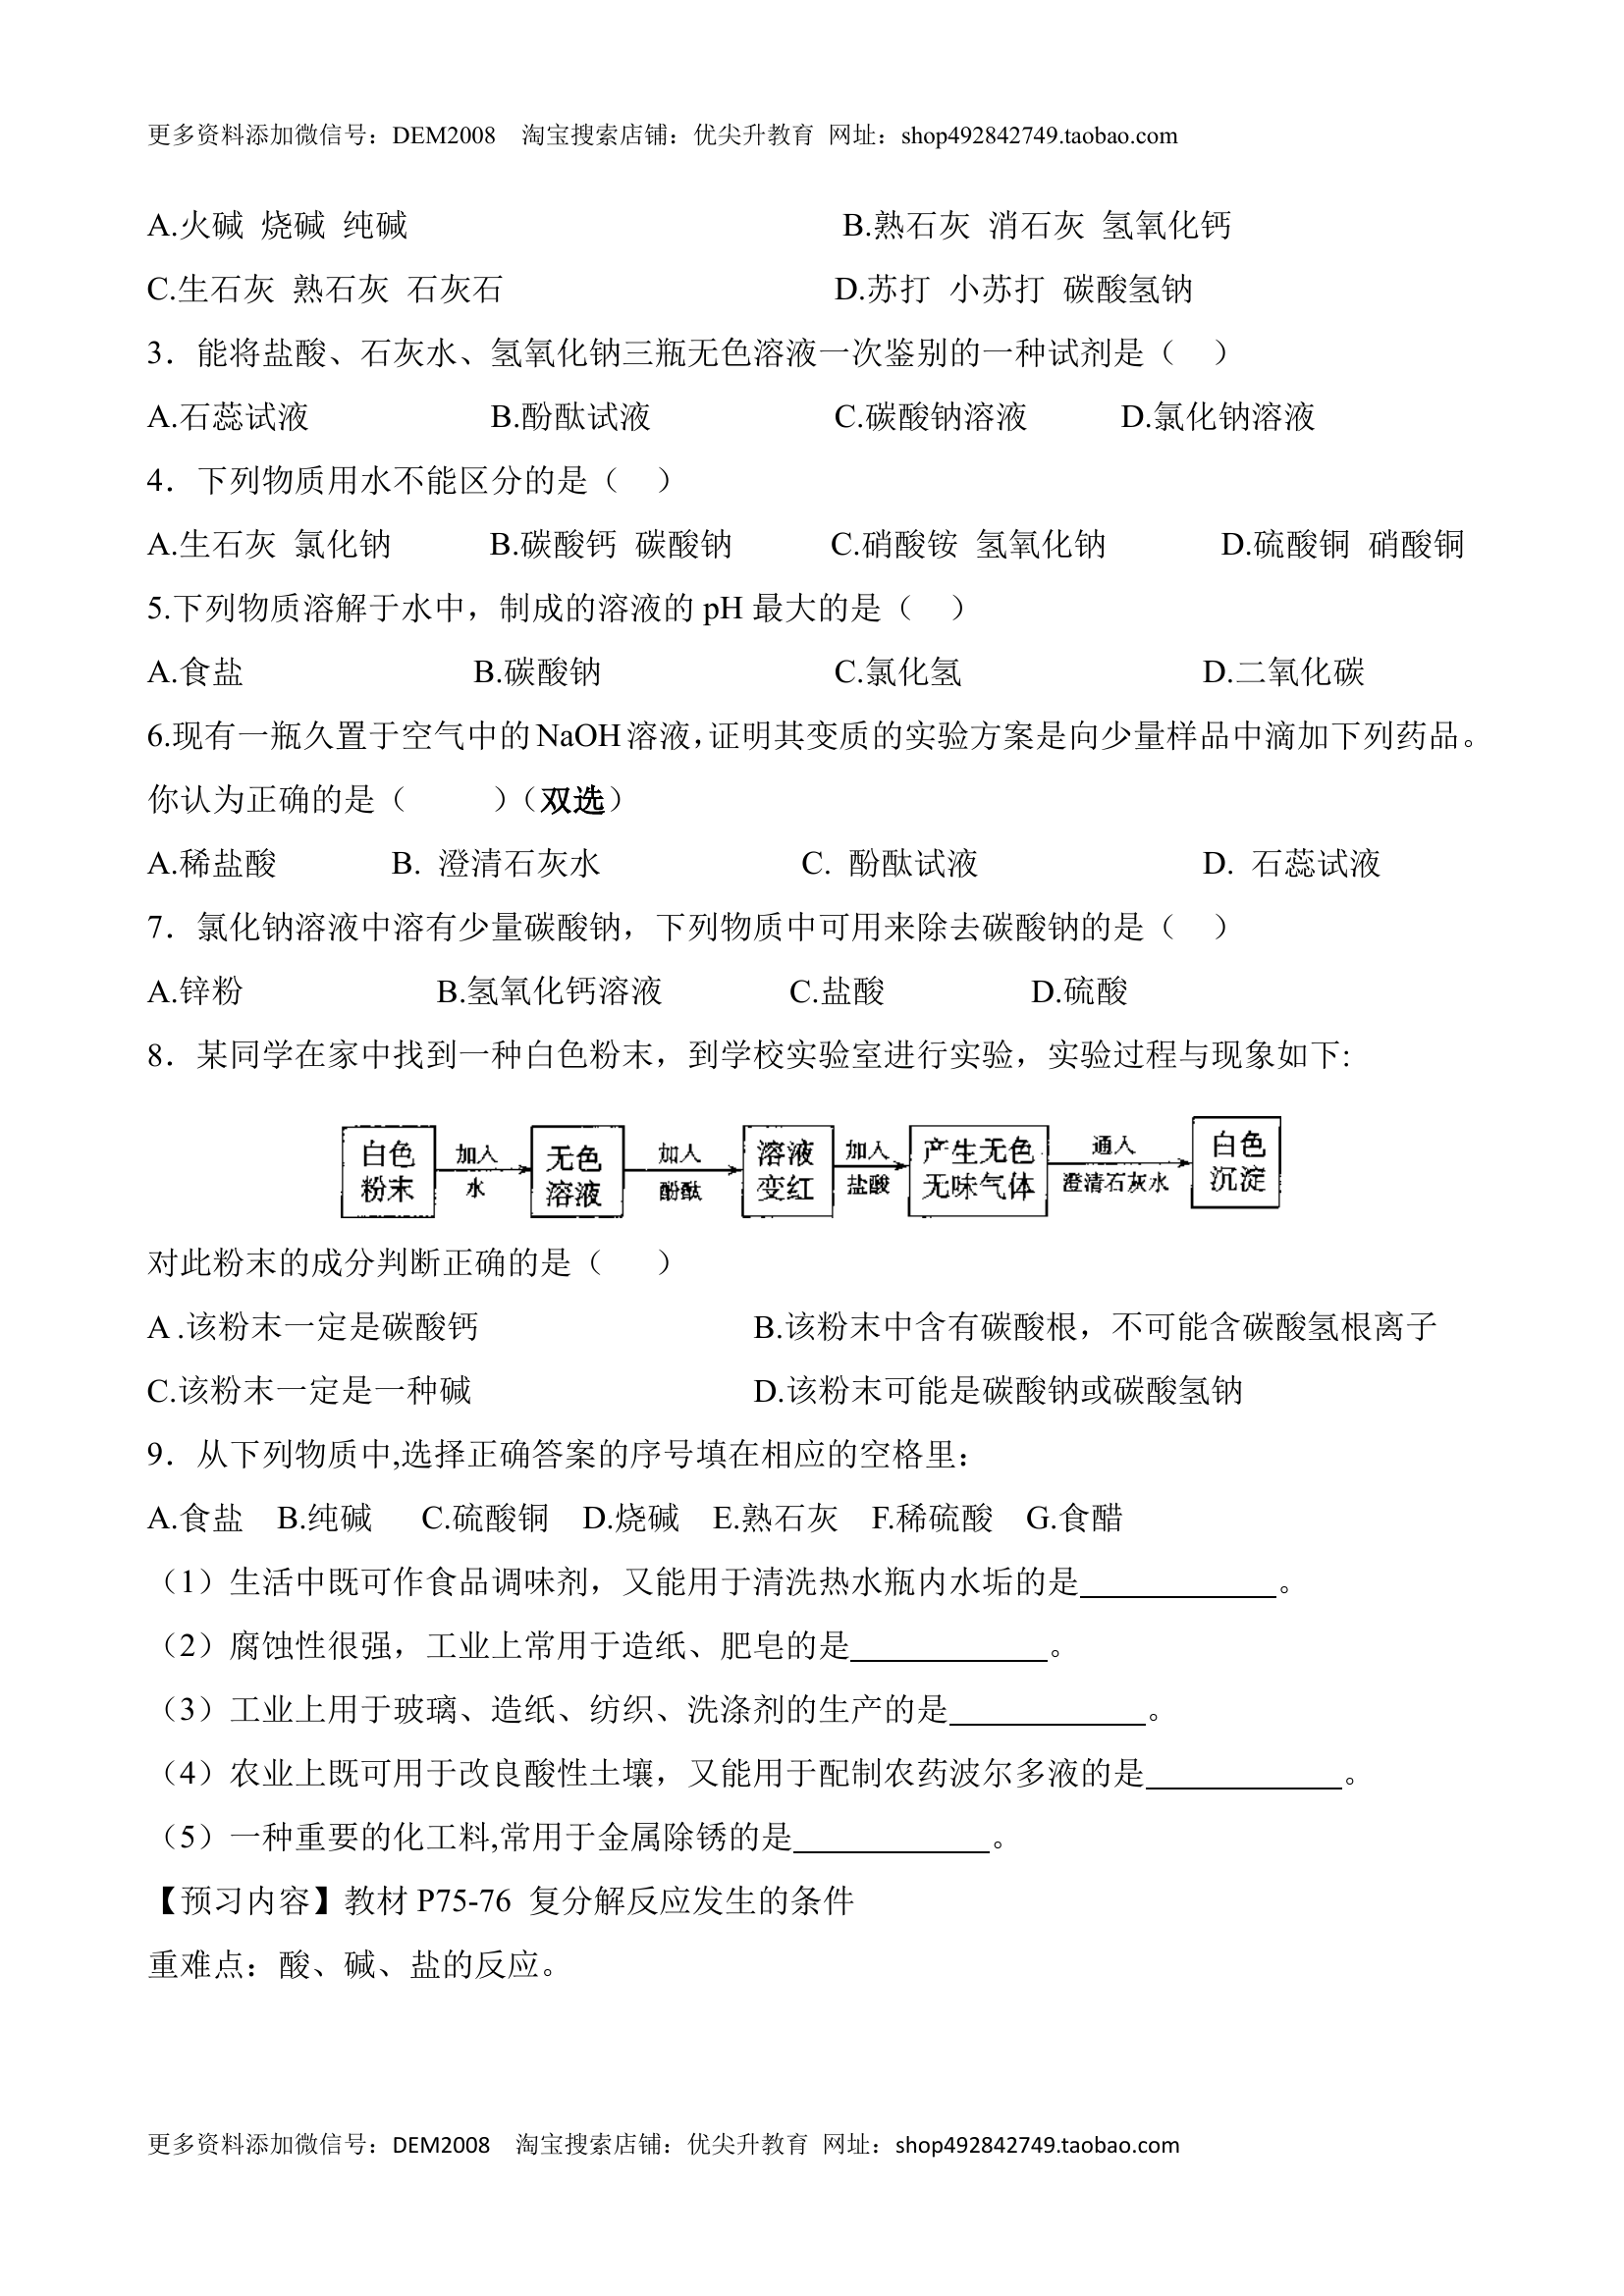 更多资料添加微信号：DEM2008 淘宝搜索店铺：优尖升教育 网址：shop492842749.taobao.com
A.火碱 烧碱 纯碱 B.熟石灰 消石灰 氢氧化钙
C.生石灰 熟石灰 石灰石 D.苏打 小苏打 碳酸氢钠
3．能将盐酸、石灰水、氢氧化钠三瓶无色溶液一次鉴别的一种试剂是（ ）
A.石蕊试液 B.酚酞试液 C.碳酸钠溶液 D.氯化钠溶液
4．下列物质用水不能区分的是（ ）
A.生石灰 氯化钠 B.碳酸钙 碳酸钠 C.硝酸铵 氢氧化钠 D.硫酸铜 硝酸铜
5.下列物质溶解于水中，制成的溶液的 pH 最大的是（ ）
A.食盐 B.碳酸钠 C.氯化氢 D.二氧化碳
6.现有一瓶久置于空气中的 NaOH 溶液，证明其变质的实验方案是向少量样品中滴加下列药品。
你认为正确的是（ ）（双选）
A.稀盐酸 B. 澄清石灰水 C. 酚酞试液 D. 石蕊试液
7．氯化钠溶液中溶有少量碳酸钠，下列物质中可用来除去碳酸钠的是（ ）
A.锌粉 B.氢氧化钙溶液 C.盐酸 D.硫酸
8．某同学在家中找到一种白色粉末，到学校实验室进行实验，实验过程与现象如下:
白色粉末 加入水 无色溶液 加入酚酞 溶液变红 加入盐酸 产生无色无味气体 通入澄清石灰水 白色沉淀
对此粉末的成分判断正确的是（ ）
A .该粉末一定是碳酸钙 B.该粉末中含有碳酸根，不可能含碳酸氢根离子
C.该粉末一定是一种碱 D.该粉末可能是碳酸钠或碳酸氢钠
9．从下列物质中,选择正确答案的序号填在相应的空格里：
A.食盐 B.纯碱 C.硫酸铜 D.烧碱 E.熟石灰 F.稀硫酸 G.食醋
（1）生活中既可作食品调味剂，又能用于清洗热水瓶内水垢的是____________。
（2）腐蚀性很强，工业上常用于造纸、肥皂的是____________。
（3）工业上用于玻璃、造纸、纺织、洗涤剂的生产的是____________。
（4）农业上既可用于改良酸性土壤，又能用于配制农药波尔多液的是____________。
（5）一种重要的化工料,常用于金属除锈的是____________。
【预习内容】教材 P75-76 复分解反应发生的条件
重难点：酸、碱、盐的反应。
更多资料添加微信号：DEM2008 淘宝搜索店铺：优尖升教育 网址：shop492842749.taobao.com